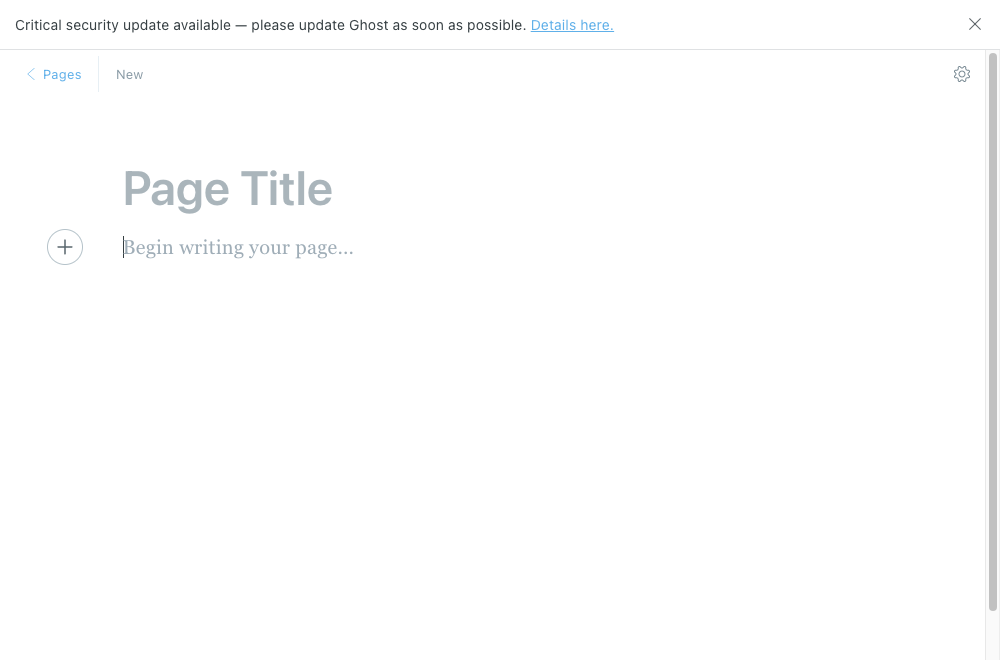 Critical security update available — please update Ghost as soon as possible. Details here.
Pages
New
Page Title
Begin writing your page...